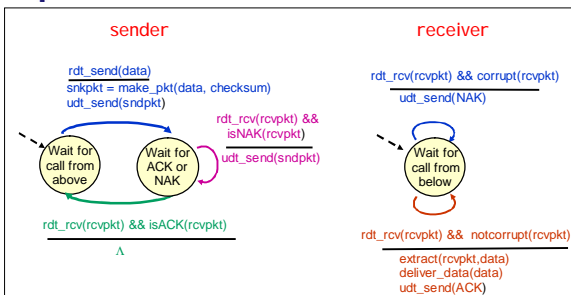 sender
rdt_send(data)
snkpkt = make_pkt(data, checksum)
udt_send(sndpkt)
Wait for
call from
above
Wait for
ACK or
NAK
rdt_rcv(rcvpkt) &&
isNAK(rcvpkt)
udt_send(sndpkt)
rdt_rcv(rcvpkt) && isACK(rcvpkt)
Λ
receiver
rdt_rcv(rcvpkt) && corrupt(rcvpkt)
udt_send(NAK)
Wait for
call from
below
rdt_rcv(rcvpkt) && notcorrupt(rcvpkt)
extract(rcvpkt,data)
deliver_data(data)
udt_send(ACK)